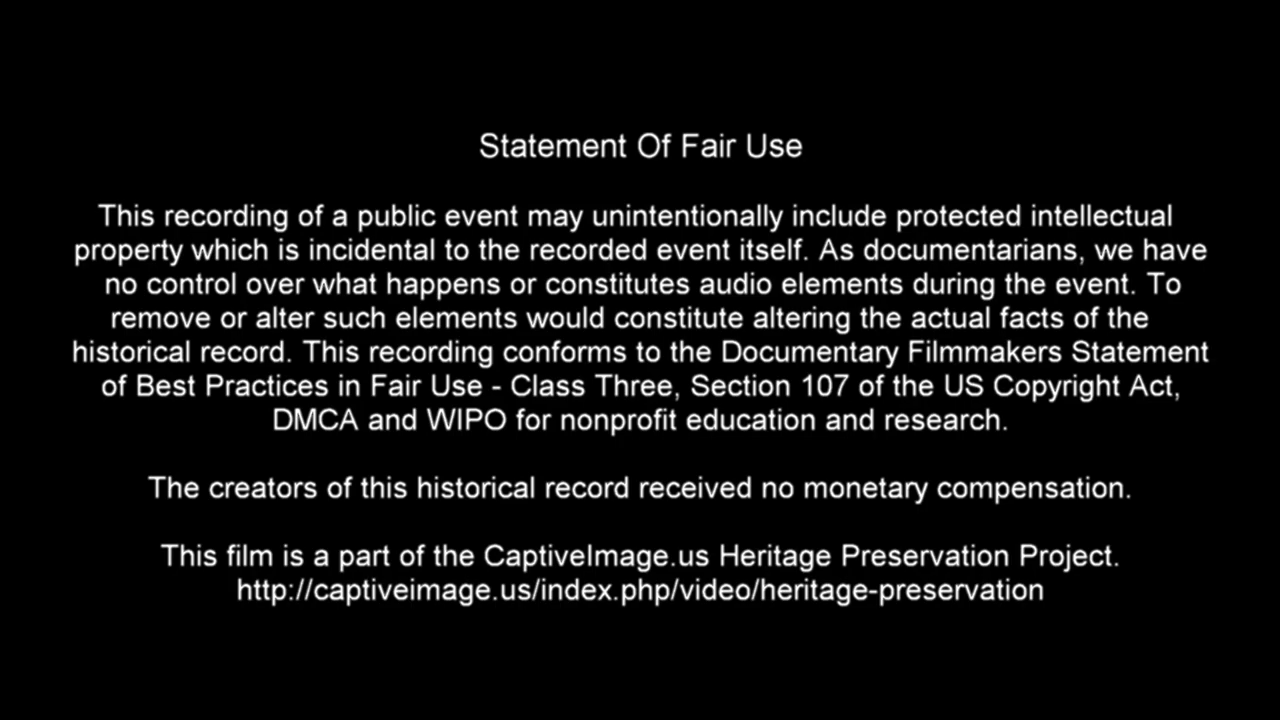 Statement Of Fair Use
This recording of a public event may unintentionally include protected intellectual
property which is incidental to the recorded event itself. As documentarians, we have
no control over what happens or constitutes audio elements during the event. To
remove or alter such elements would constitute altering the actual facts of the
historical record. This recording conforms to the Documentary Filmmakers Statement
of Best Practices in Fair Use - Class Three, Section 107 of the US Copyright Act,
DMCA and WIPO for nonprofit education and research.
The creators of this historical record received no monetary compensation.
This film is a part of the CaptiveImage.us Heritage Preservation Project.
http://captiveimage.us/index.php/video/heritage-preservation